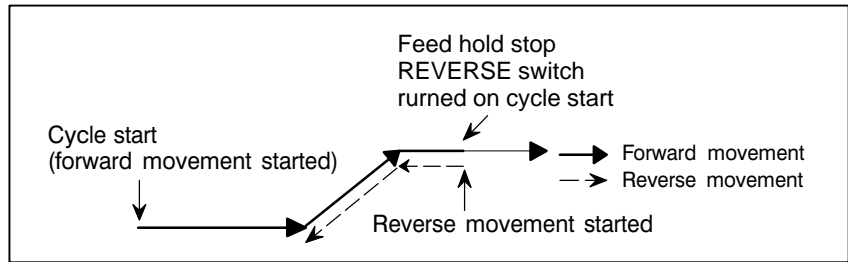 Feed hold stop
REVERSE switch
rurned on cycle start
Cycle start
(forward movement started)
Forward movement
Reverse movement
Reverse movement started